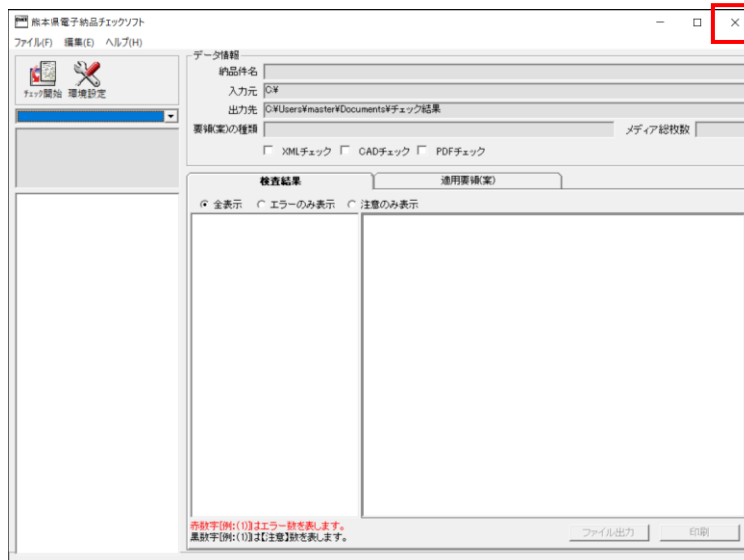 熊本県電子納品チェックソフト
ファイル(F) 編集(E) ヘルプ(H)
チェック開始 環境設定
データ情報
納品件名
入力元 C:¥
出力先 C:¥Users¥master¥Documents¥チェック結果
要領(案)の種類 メディア総枚数
XMLチェック CADチェック PDFチェック
検査結果 適用要領(案)
全表示 エラーのみ表示 注意のみ表示
赤数字[例:(1)]はエラー数を表します。
黒数字[例:(1)]は【注意】数を表します。
ファイル出力 印刷